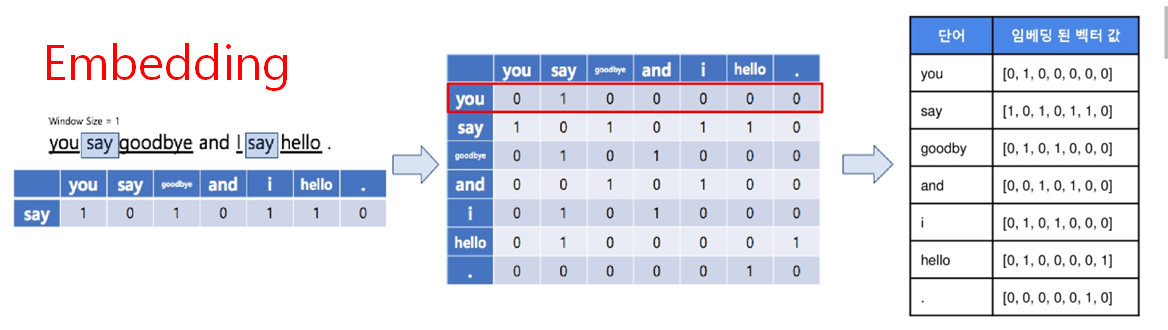 Embedding
Window Size = 1
you say goodbye and I say hello .
you say goodbye and i hello .
say 1 0 1 0 1 1 0
you say goodbye and i hello .
you 0 1 0 0 0 0 0
say 1 0 1 0 1 1 0
goodbye 0 1 0 1 0 0 0
and 0 0 1 0 1 0 0
i 0 1 0 1 0 0 0
hello 0 1 0 0 0 0 1
. 0 0 0 0 0 1 0
단어 임베딩 된 벡터 값
you [0, 1, 0, 0, 0, 0, 0]
say [1, 0, 1, 0, 1, 1, 0]
goodby [0, 1, 0, 1, 0, 0, 0]
and [0, 0, 1, 0, 1, 0, 0]
i [0, 1, 0, 1, 0, 0, 0]
hello [0, 1, 0, 0, 0, 0, 1]
. [0, 0, 0, 0, 0, 1, 0]